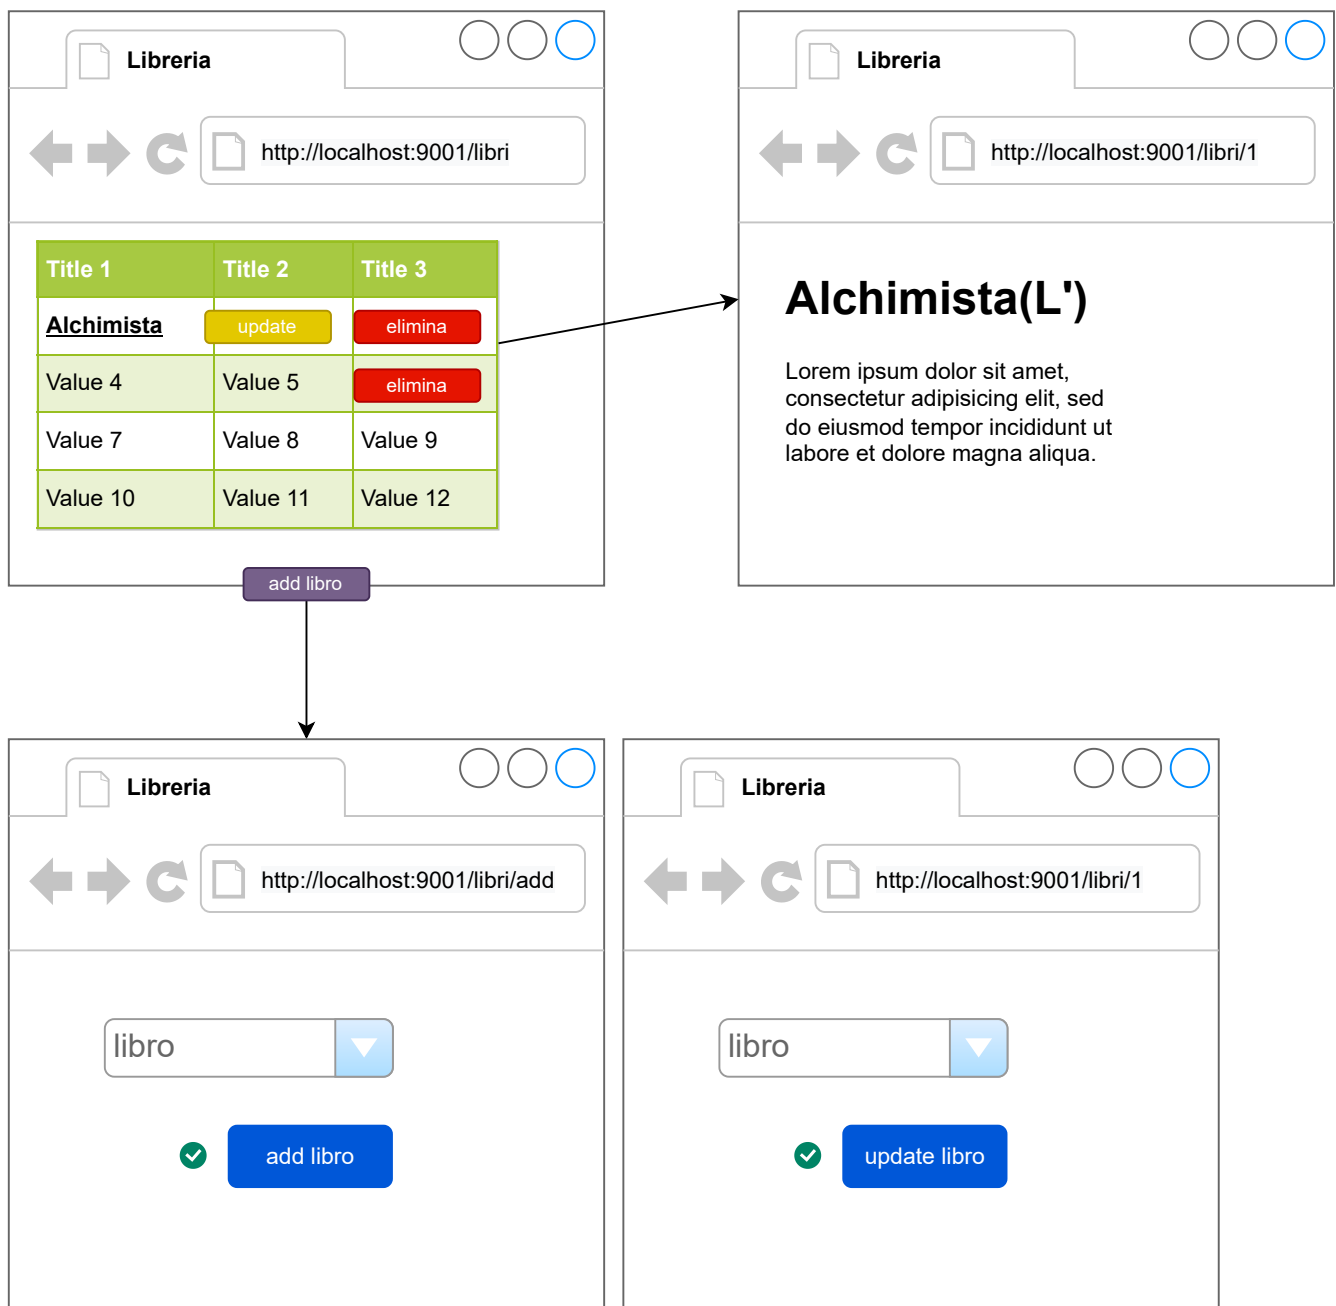 Libreria
http://localhost:9001/libri
Title 1 Title 2 Title 3
Alchimista update elimina
Value 4 Value 5 elimina
Value 7 Value 8 Value 9
Value 10 Value 11 Value 12
add libro
Libreria
http://localhost:9001/libri/1
Alchimista(L')
Lorem ipsum dolor sit amet,
consectetur adipisicing elit, sed
do eiusmod tempor incididunt ut
labore et dolore magna aliqua.
Libreria
http://localhost:9001/libri/add
libro
add libro
Libreria
http://localhost:9001/libri/1
libro
update libro